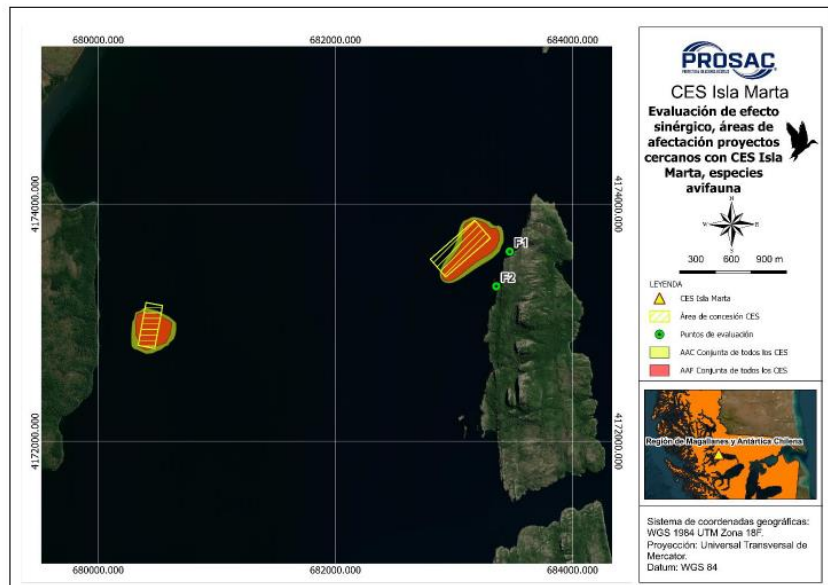 680000.000 682000.000 684000.000
4174000.000
4174000.000
F1
F2
4172000.000
4172000.000
680000.000 682000.000 684000.000
PROSAC
CES Isla Marta
Evaluación de efecto
sinérgico, áreas de
afectación proyectos
cercanos con CES Isla
Marta, especies
avifauna
N
W E
S
300 600 900 m
LEYENDA
CES Isla Marta
Área de concesión CES
Puntos de evaluación
AAC Conjunta de todos los CES
AAF Conjunta de todos los CES
Región de Magallanes y Antártica Chilena
Sistema de coordenadas geográficas:
WGS 1984 UTM Zona 18F.
Proyección: Universal Transversal de
Mercator.
Datum: WGS 84